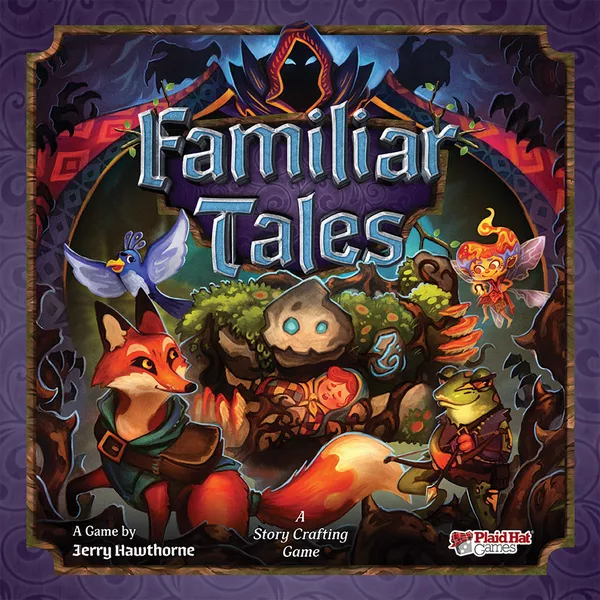 Familiar
Tales
A Game by
Jerry Hawthorne
A
Story Crafting
Game
Plaid Hat
Games